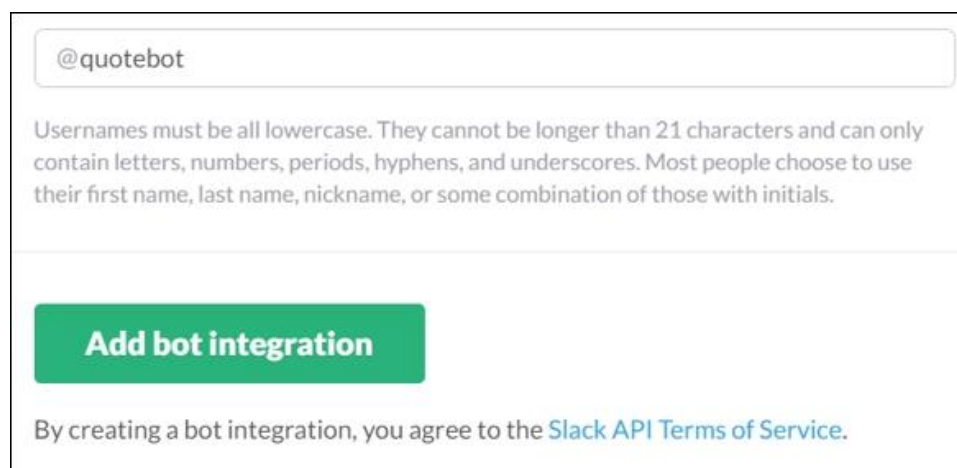 @quotebot
Usernames must be all lowercase. They cannot be longer than 21 characters and can only
contain letters, numbers, periods, hyphens, and underscores. Most people choose to use
their first name, last name, nickname, or some combination of those with initials.
Add bot integration
By creating a bot integration, you agree to the Slack API Terms of Service.